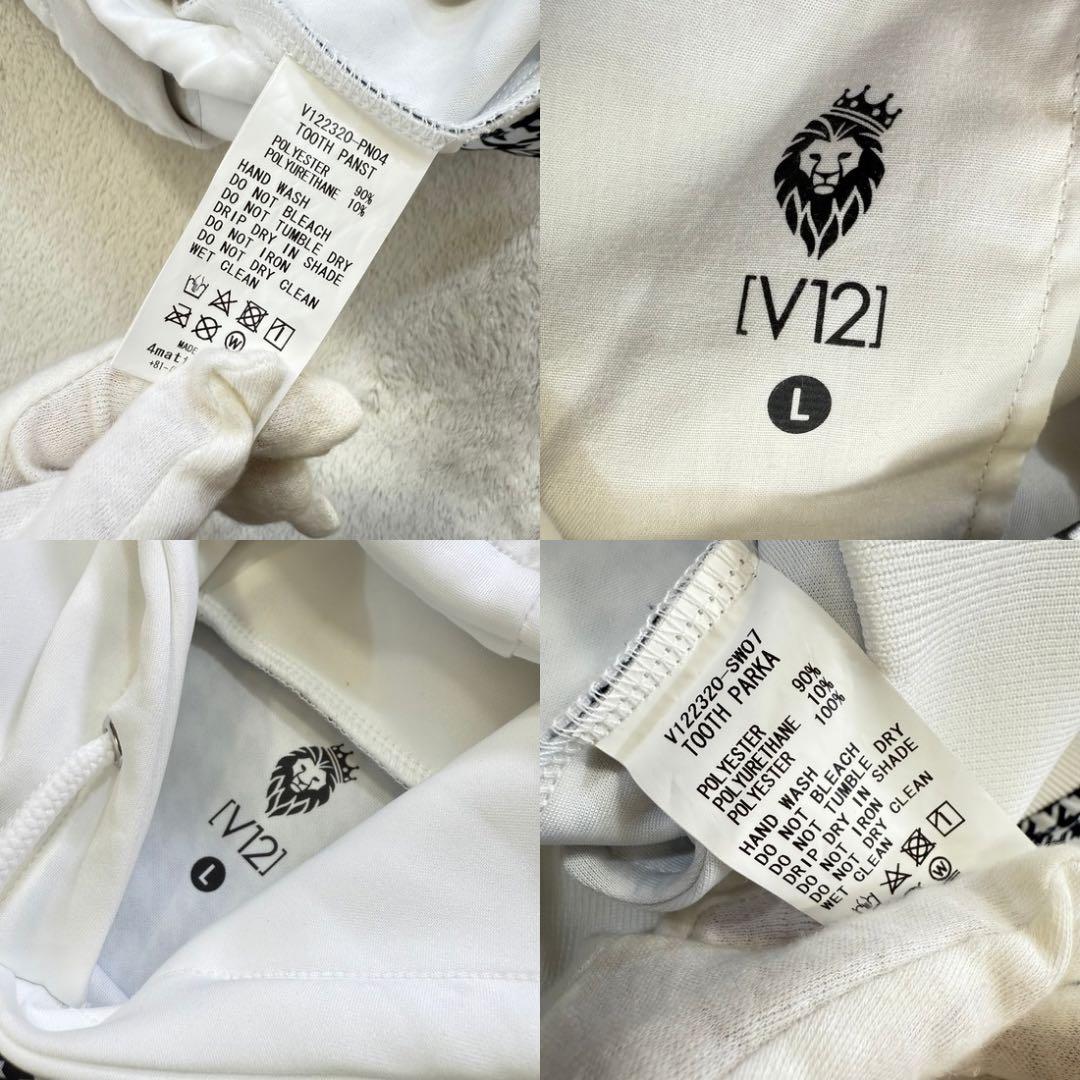 V122320-PN04
TOOTH PANST
POLYESTER 90%
POLYURETHANE 10%
HAND WASH
DO NOT BLEACH
DO NOT TUMBLE DRY
DRIP DRY IN SHADE
DO NOT IRON
DO NOT DRY CLEAN
WET CLEAN
1
W
MADE
[V12]
L
[V12]
L
V122320-SW07
TOOTH PARKA
POLYESTER 90%
POLYURETHANE 10%
POLYESTER 100%
HAND WASH
DO NOT BLEACH
DO NOT TUMBLE DRY
DRIP DRY IN SHADE
DO NOT IRON
DO NOT DRY CLEAN
WET CLEAN
1
W